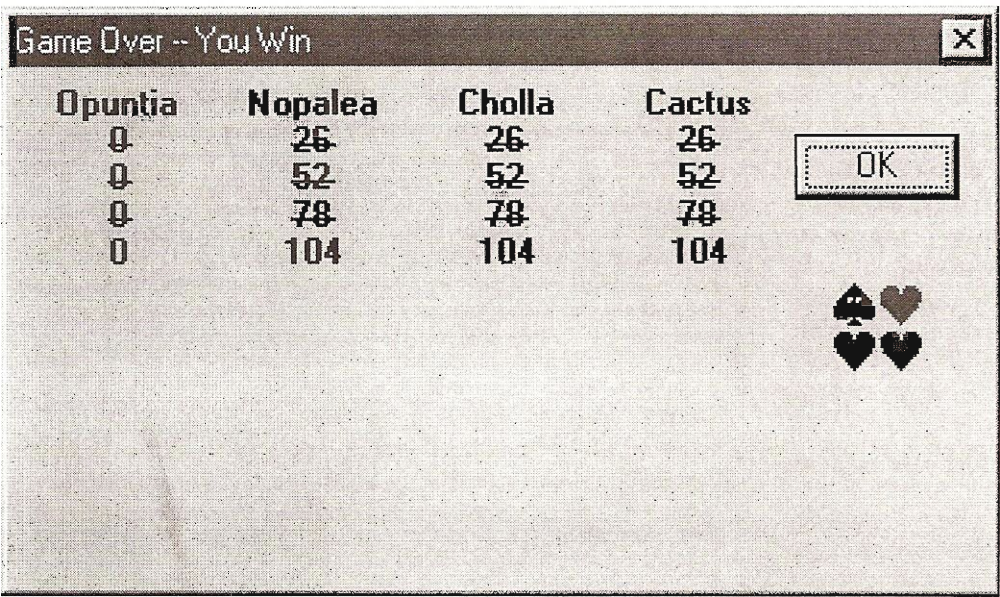 Game Over -- You Win
Opuntia Nopalea Cholla Cactus
0 26 26 26
0 52 52 52
0 78 78 78
0 104 104 104
OK